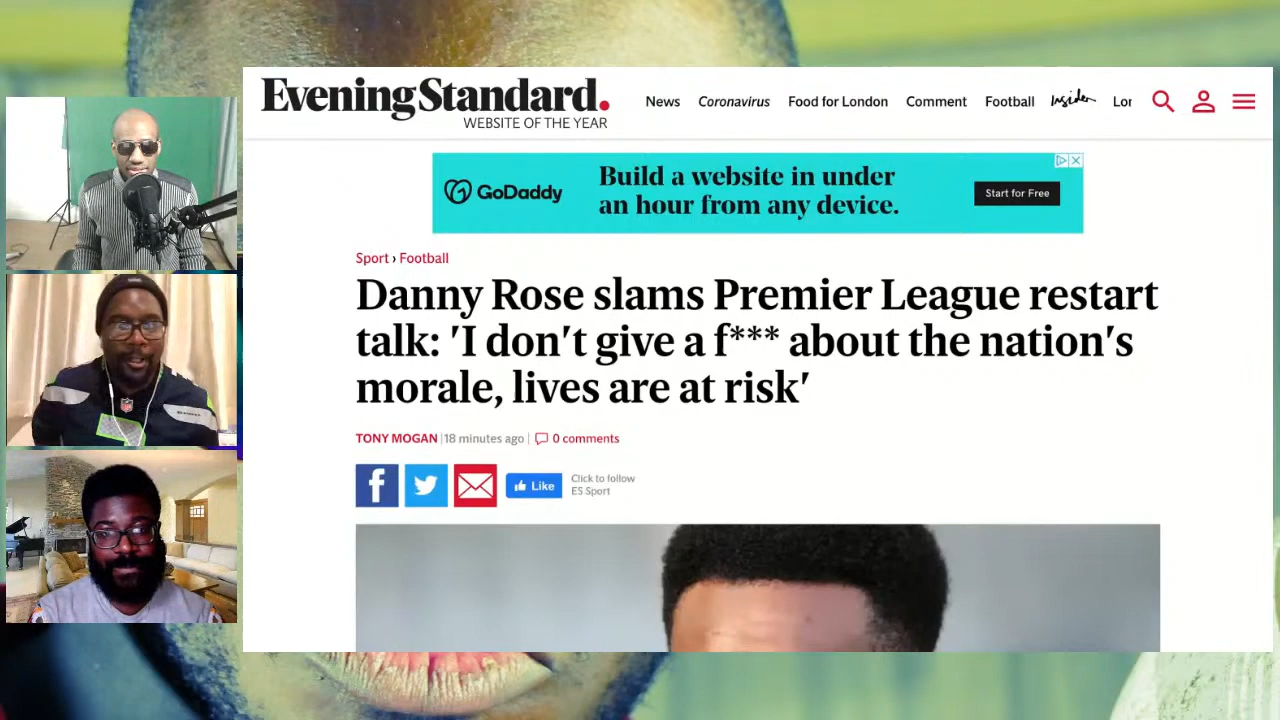 Evening Standard.
WEBSITE OF THE YEAR
News Coronavirus Food for London Comment Football Insider Lor
GoDaddy
Build a website in under
an hour from any device.
Start for Free
Sport › Football
Danny Rose slams Premier League restart
talk: 'I don't give a f*** about the nation's
morale, lives are at risk'
TONY MOGAN | 18 minutes ago | 0 comments
f
Like
Click to follow
ES Sport